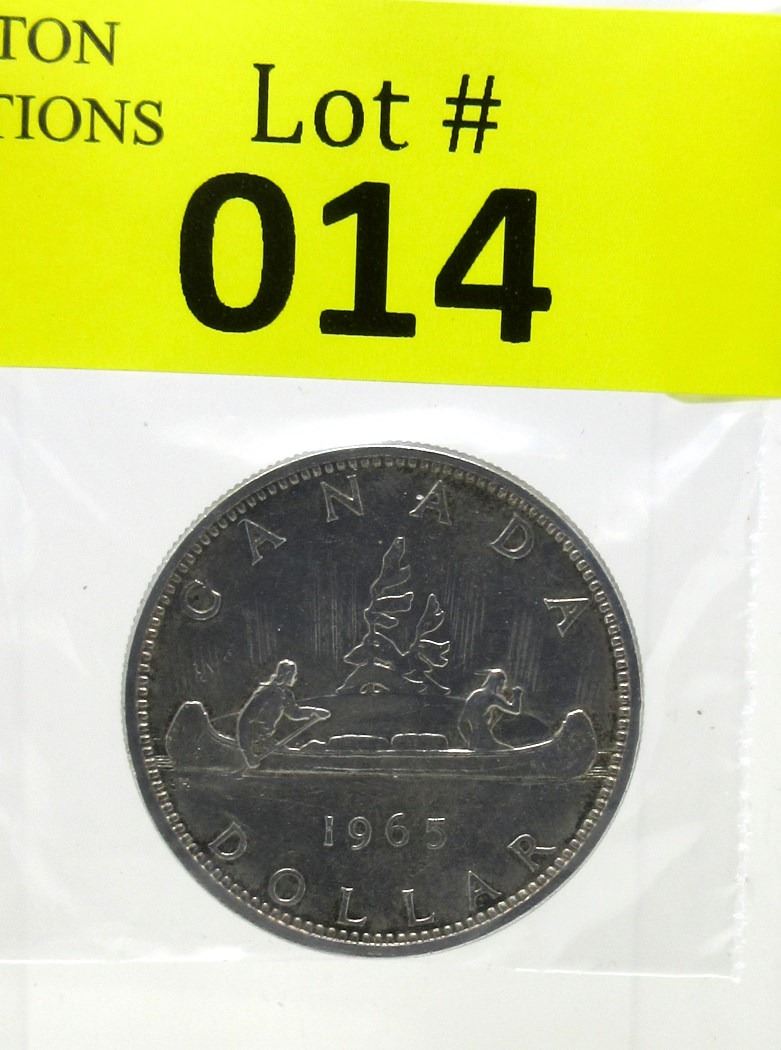 TON
TIONS
Lot #
014
CANADA
1965
DOLLAR